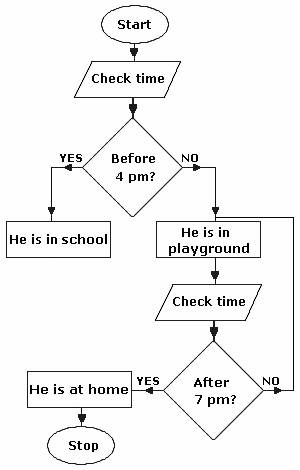 Start
Check time
YES
Before
4 pm?
NO
He is in school
He is in
playground
Check time
He is at home
YES
After
7 pm?
NO
Stop